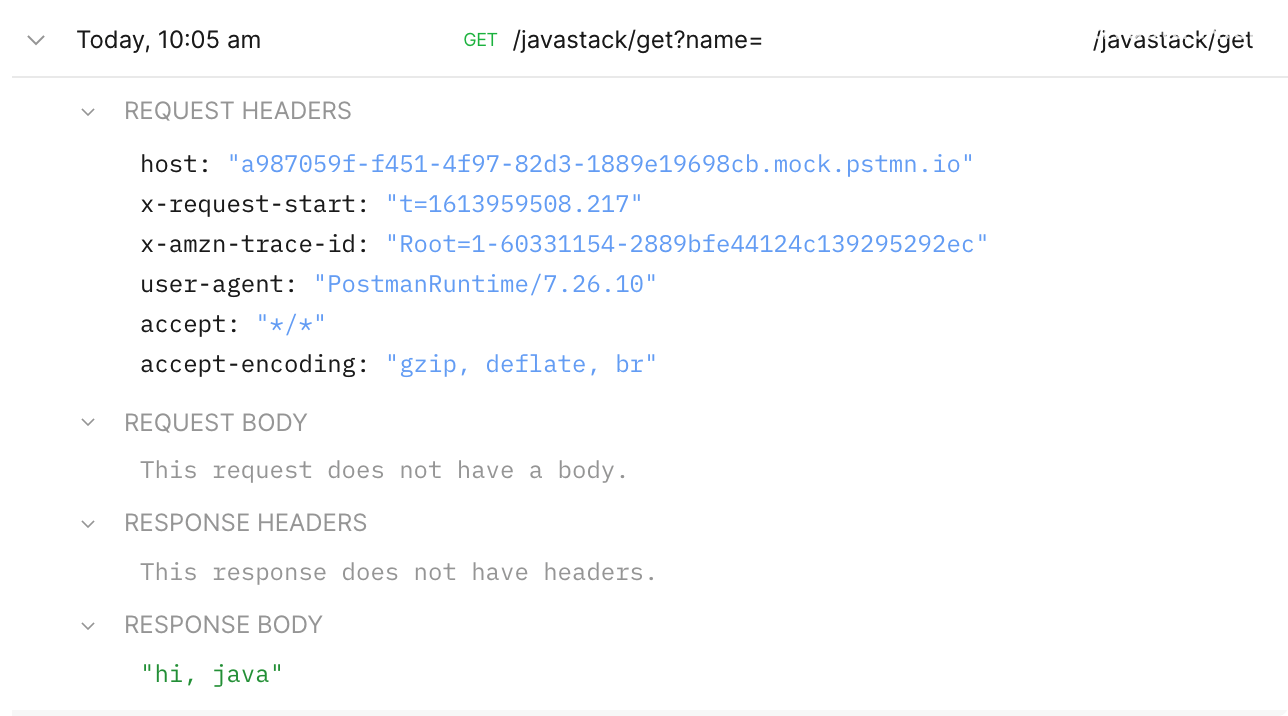 Today, 10:05 am GET /javastack/get?name= /javastack/get
REQUEST HEADERS
host: "a987059f-f451-4f97-82d3-1889e19698cb.mock.pstmn.io"
x-request-start: "t=1613959508.217"
x-amzn-trace-id: "Root=1-60331154-2889bfe44124c139295292ec"
user-agent: "PostmanRuntime/7.26.10"
accept: "*/*"
accept-encoding: "gzip, deflate, br"
REQUEST BODY
This request does not have a body.
RESPONSE HEADERS
This response does not have headers.
RESPONSE BODY
"hi, java"